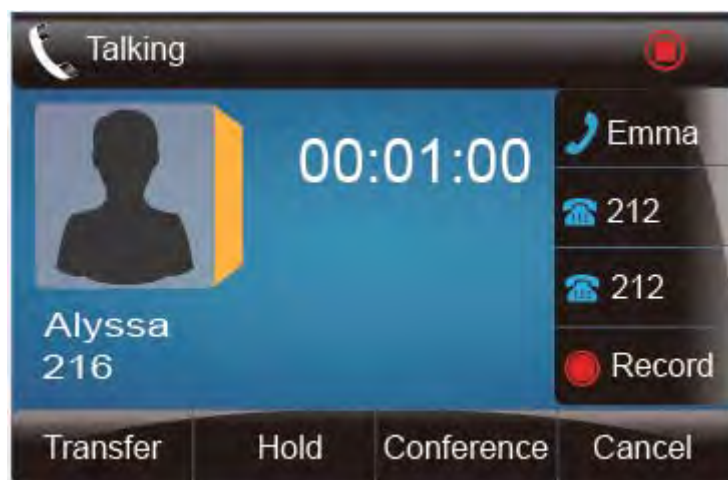 Talking
00:01:00
Alyssa
216
Emma
212
212
Record
Transfer Hold Conference Cancel